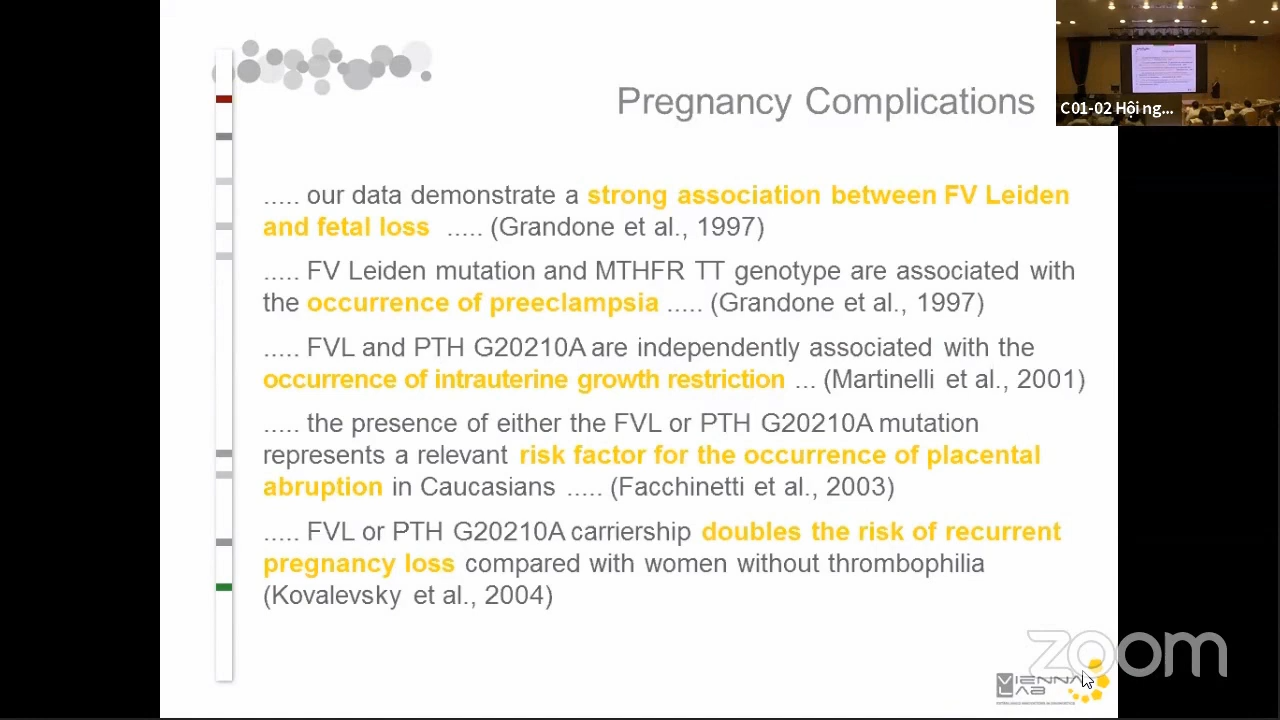 C 01-02 Hội ng...
Pregnancy Complications
..... our data demonstrate a strong association between FV Leiden
and fetal loss ..... (Grandone et al., 1997)
..... FV Leiden mutation and MTHFR TT genotype are associated with
the occurrence of preeclampsia ..... (Grandone et al., 1997)
..... FVL and PTH G20210A are independently associated with the
occurrence of intrauterine growth restriction ... (Martinelli et al., 2001)
..... the presence of either the FVL or PTH G20210A mutation
represents a relevant risk factor for the occurrence of placental
abruption in Caucasians ..... (Facchinetti et al., 2003)
..... FVL or PTH G20210A carriership doubles the risk of recurrent
pregnancy loss compared with women without thrombophilia
(Kovalevsky et al., 2004)
zoom
VIENNA
LAB